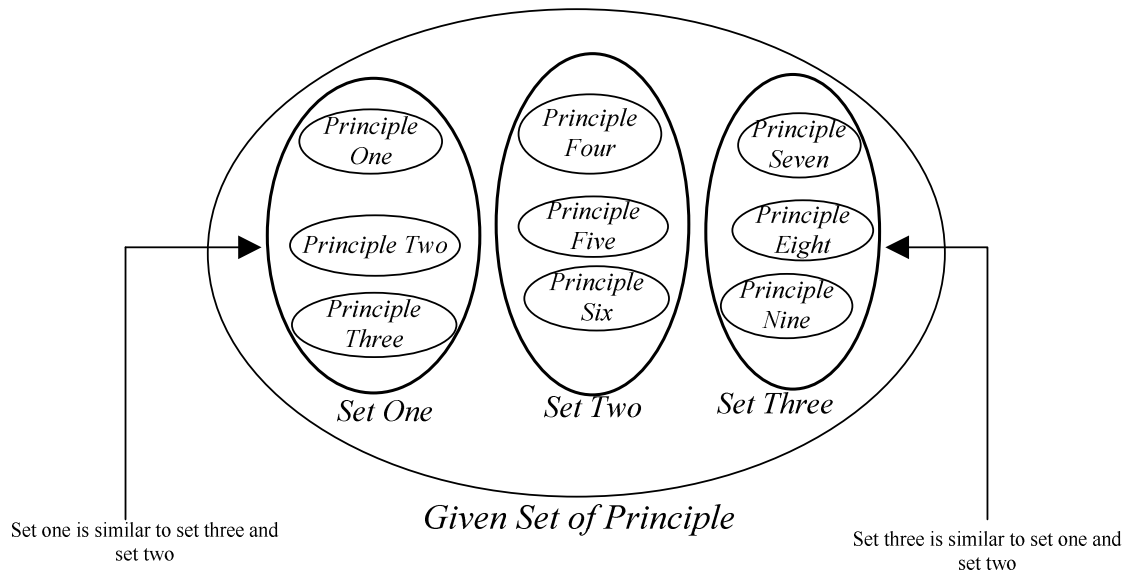 Principle
One
Principle Two
Principle
Three
Set One
Principle
Four
Principle
Five
Principle
Six
Set Two
Principle
Seven
Principle
Eight
Principle
Nine
Set Three
Given Set of Principle
Set one is similar to set three and
set two
Set three is similar to set one and
set two